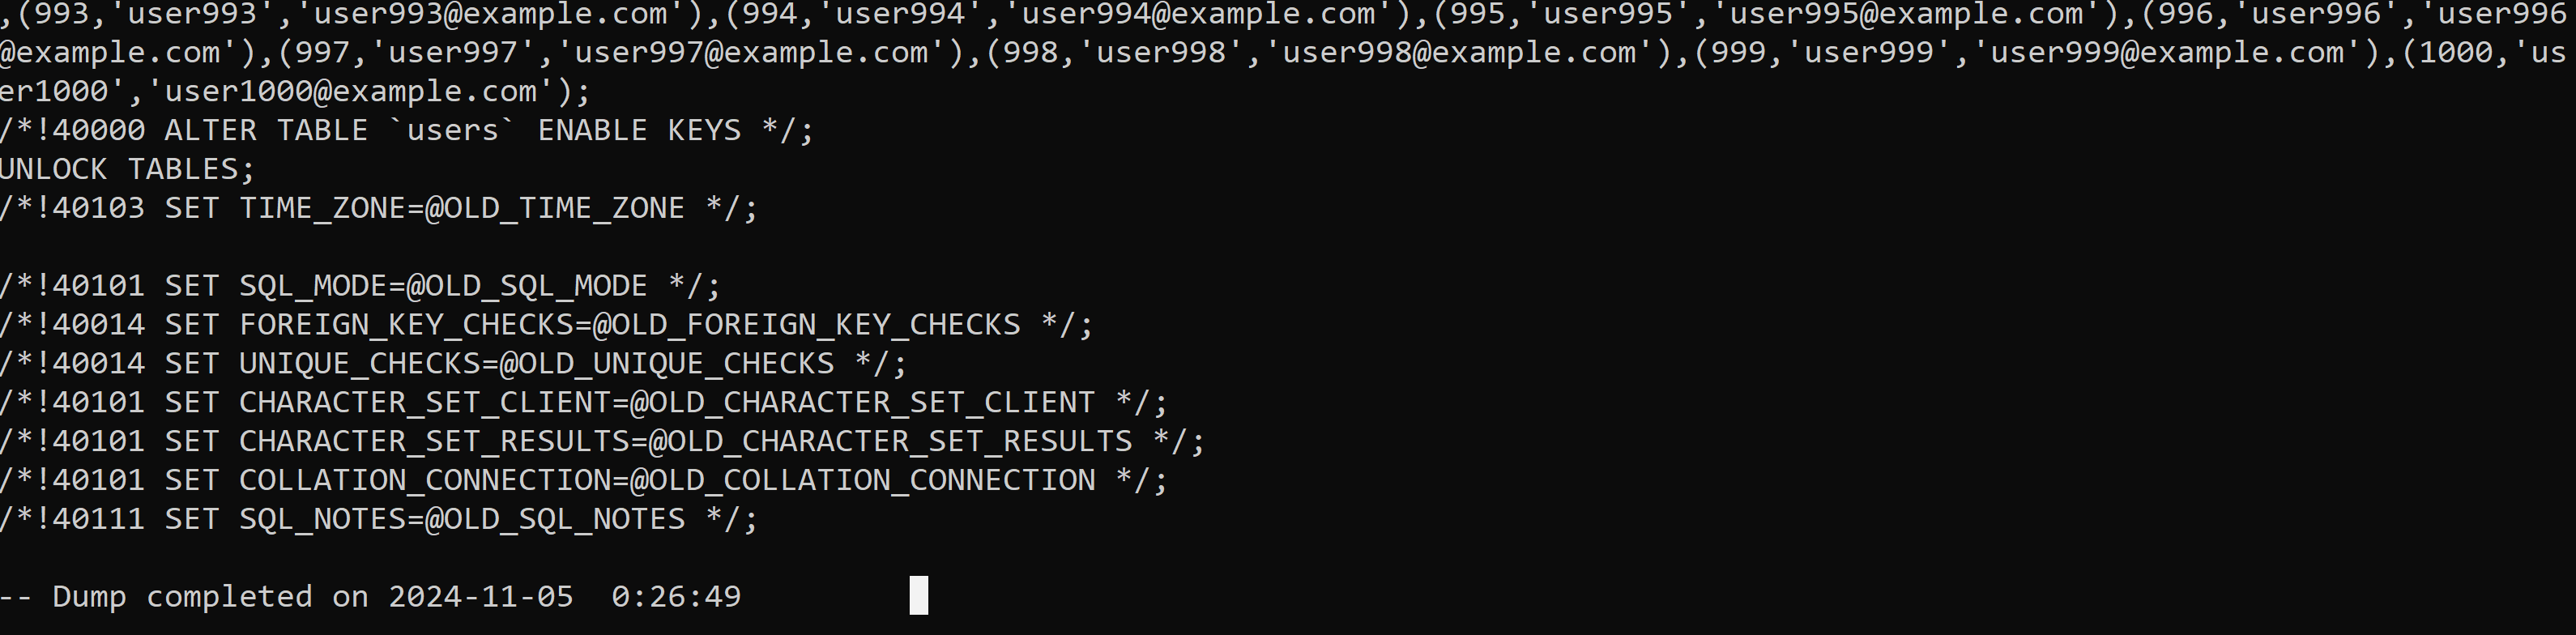 ,(993,'user993','user993@example.com'),(994,'user994','user994@example.com'),(995,'user995','user995@example.com'),(996,'user996','user996
@example.com'),(997,'user997','user997@example.com'),(998,'user998','user998@example.com'),(999,'user999','user999@example.com'),(1000,'us
er1000','user1000@example.com');
/*!40000 ALTER TABLE `users` ENABLE KEYS */;
UNLOCK TABLES;
/*!40103 SET TIME_ZONE=@OLD_TIME_ZONE */;

/*!40101 SET SQL_MODE=@OLD_SQL_MODE */;
/*!40014 SET FOREIGN_KEY_CHECKS=@OLD_FOREIGN_KEY_CHECKS */;
/*!40014 SET UNIQUE_CHECKS=@OLD_UNIQUE_CHECKS */;
/*!40101 SET CHARACTER_SET_CLIENT=@OLD_CHARACTER_SET_CLIENT */;
/*!40101 SET CHARACTER_SET_RESULTS=@OLD_CHARACTER_SET_RESULTS */;
/*!40101 SET COLLATION_CONNECTION=@OLD_COLLATION_CONNECTION */;
/*!40111 SET SQL_NOTES=@OLD_SQL_NOTES */;

-- Dump completed on 2024-11-05  0:26:49